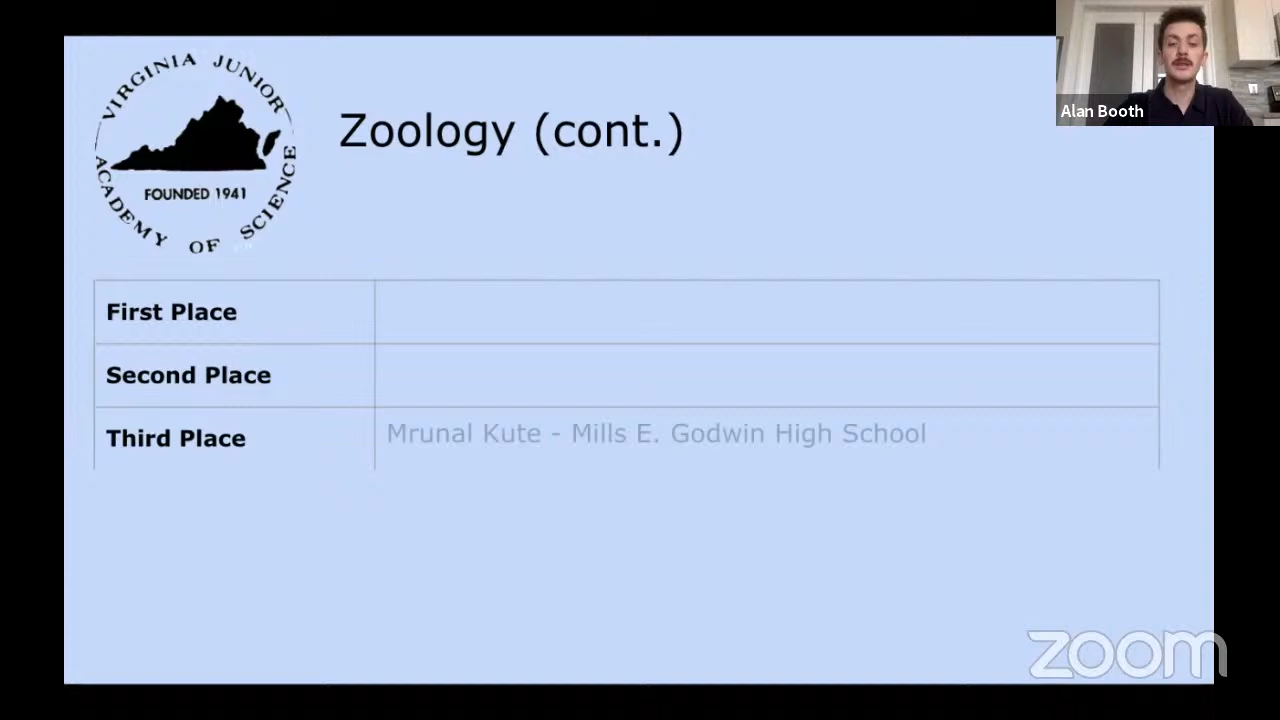 VIRGINIA JUNIOR
ACADEMY OF SCIENCE
FOUNDED 1941
Zoology (cont.)
Alan Booth
First Place
Second Place
Third Place Mrunal Kute - Mills E. Godwin High School
zoom